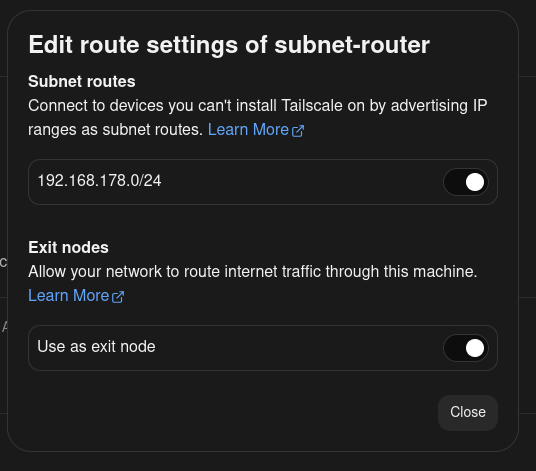 Edit route settings of subnet-router
Subnet routes
Connect to devices you can't install Tailscale on by advertising IP
ranges as subnet routes. Learn More
192.168.178.0/24
Exit nodes
Allow your network to route internet traffic through this machine.
Learn More
Use as exit node
Close